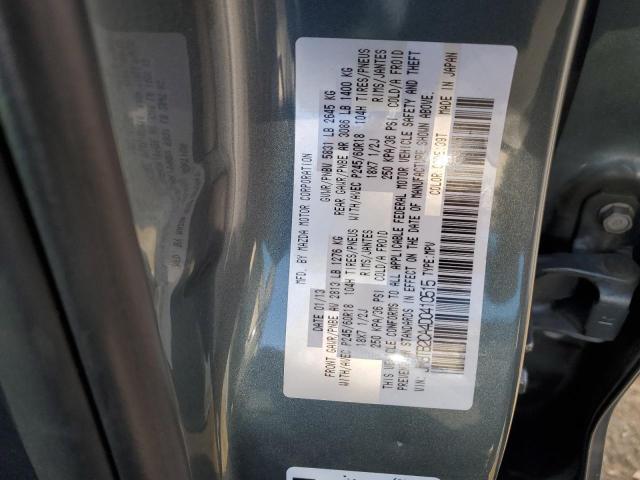 MFD. BY MAZDA MOTOR CORPORATION
DATE 01/13 GVWR/PNBV 5831 LB 2645 KG
FRONT GAWR/PNBE AV 2813 LB 1276 KG REAR GAWR/PNBE AR 3086 LB 1400 KG
WITH/AVEC P245/60R18 104H TIRES/PNEUS WITH/AVEC P245/60R18 104H TIRES/PNEUS
18X7 1/2J RIMS/JANTES 18X7 1/2J RIMS/JANTES
250 KPA/36 PSI COLD/A FROID 250 KPA/36 PSI COLD/A FROID
THIS VEHICLE CONFORMS TO ALL APPLICABLE FEDERAL MOTOR VEHICLE SAFETY AND THEFT
PREVENTION STANDARDS IN EFFECT ON THE DATE OF MANUFACTURE SHOWN ABOVE.
VIN: TYPE:MPV COLOR MADE IN JAPAN